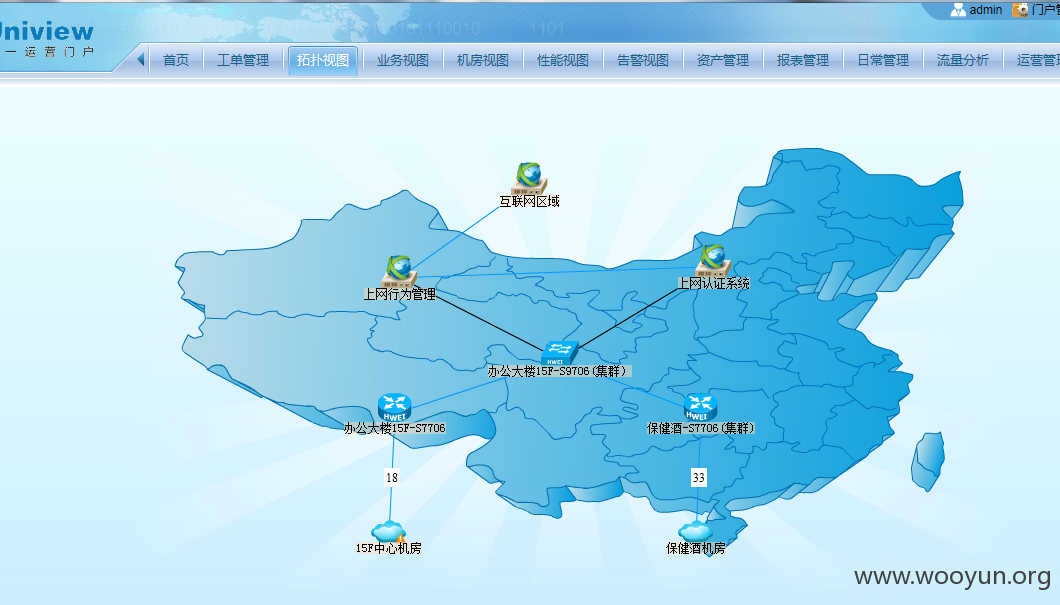 Uniview
admin
门户管
一 运 营 门 户
首页 工单管理 拓扑视图 业务视图 机房视图 性能视图 告警视图 资产管理 报表管理 日常管理 流量分析 运营管理
互联网区域
上网认证系统
上网行为管理
办公大楼15F-S9706(集群)
办公大楼15F-S7706
保健酒-S7706(集群)
HWEI
HWEI
HWEI
18
33
15F中心机房
保健酒机房
www.wooyun.org